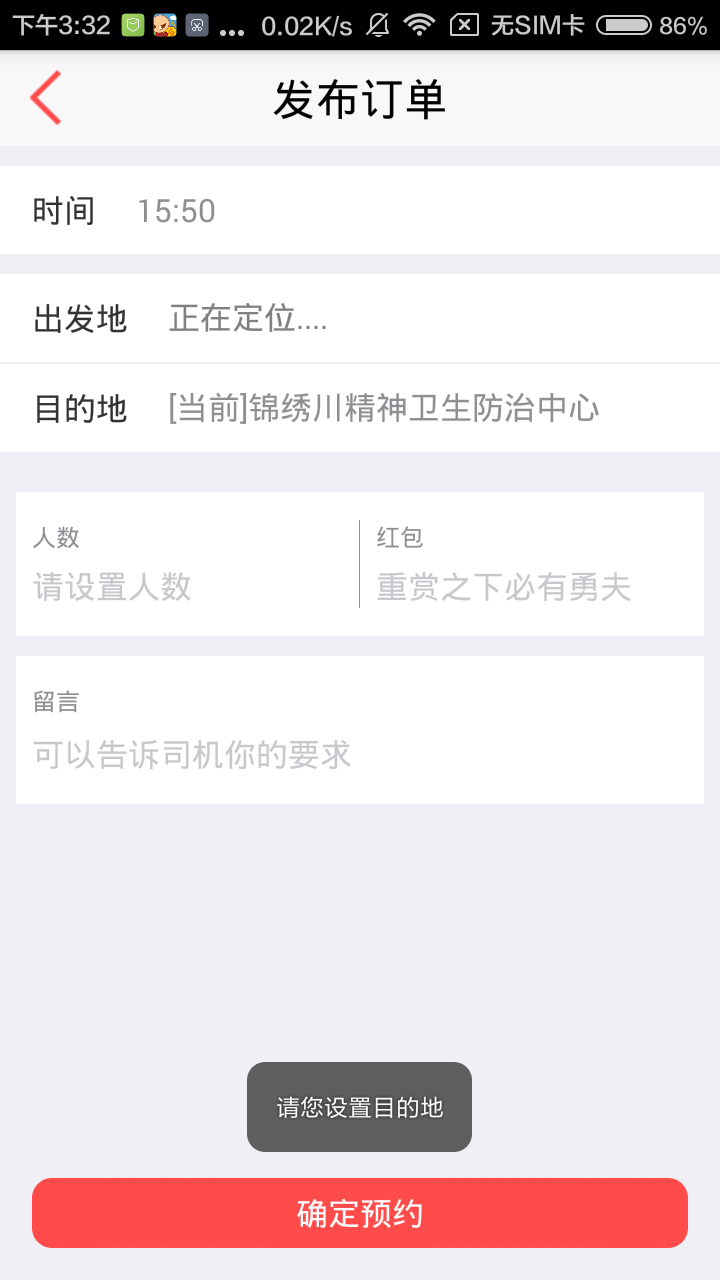 下午3:32 ... 0.02K/s 无SIM卡 86%
发布订单
时间 15:50
出发地 正在定位....
目的地 [当前]锦绣川精神卫生防治中心
人数 红包
请设置人数 重赏之下必有勇夫
留言
可以告诉司机你的要求
请您设置目的地
确定预约